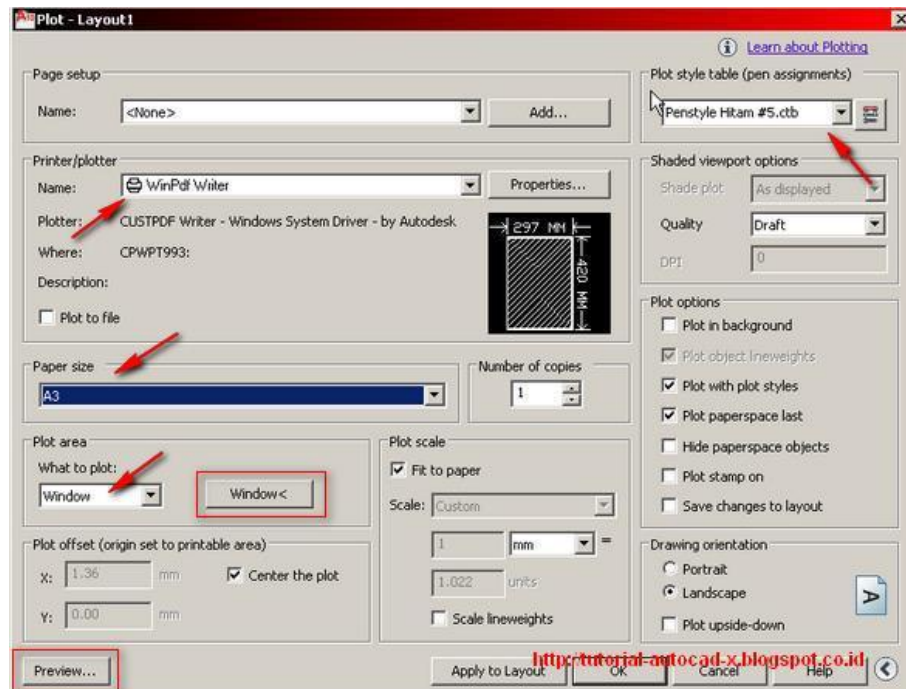 Plot - Layout1
Learn about Plotting
Page setup
Name: <None> Add...
Plot style table (pen assignments)
Penstyle Hitam #5.ctb
Printer/plotter
Name: WinPdf Writer Properties...
Plotter: CUSTPDF Writer - Windows System Driver - by Autodesk
Where: CPWPT993:
Description:
Plot to file
297 MM
420 MM
Shaded viewport options
Shade plot As displayed
Quality Draft
DPI 0
Paper size
A3
Number of copies
1
Plot options
Plot in background
Plot object lineweights
Plot with plot styles
Plot paperspace last
Hide paperspace objects
Plot stamp on
Save changes to layout
Plot area
What to plot:
Window Window<
Plot scale
Fit to paper
Scale: Custom
1 mm =
1.022 units
Scale lineweights
Plot offset (origin set to printable area)
X: 1.36 mm Center the plot
Y: 0.00 mm
Drawing orientation
Portrait
Landscape
A
Plot upside-down
Preview... Apply to Layout OK Cancel Help
http://tutorial-autocad-x.blogspot.co.id